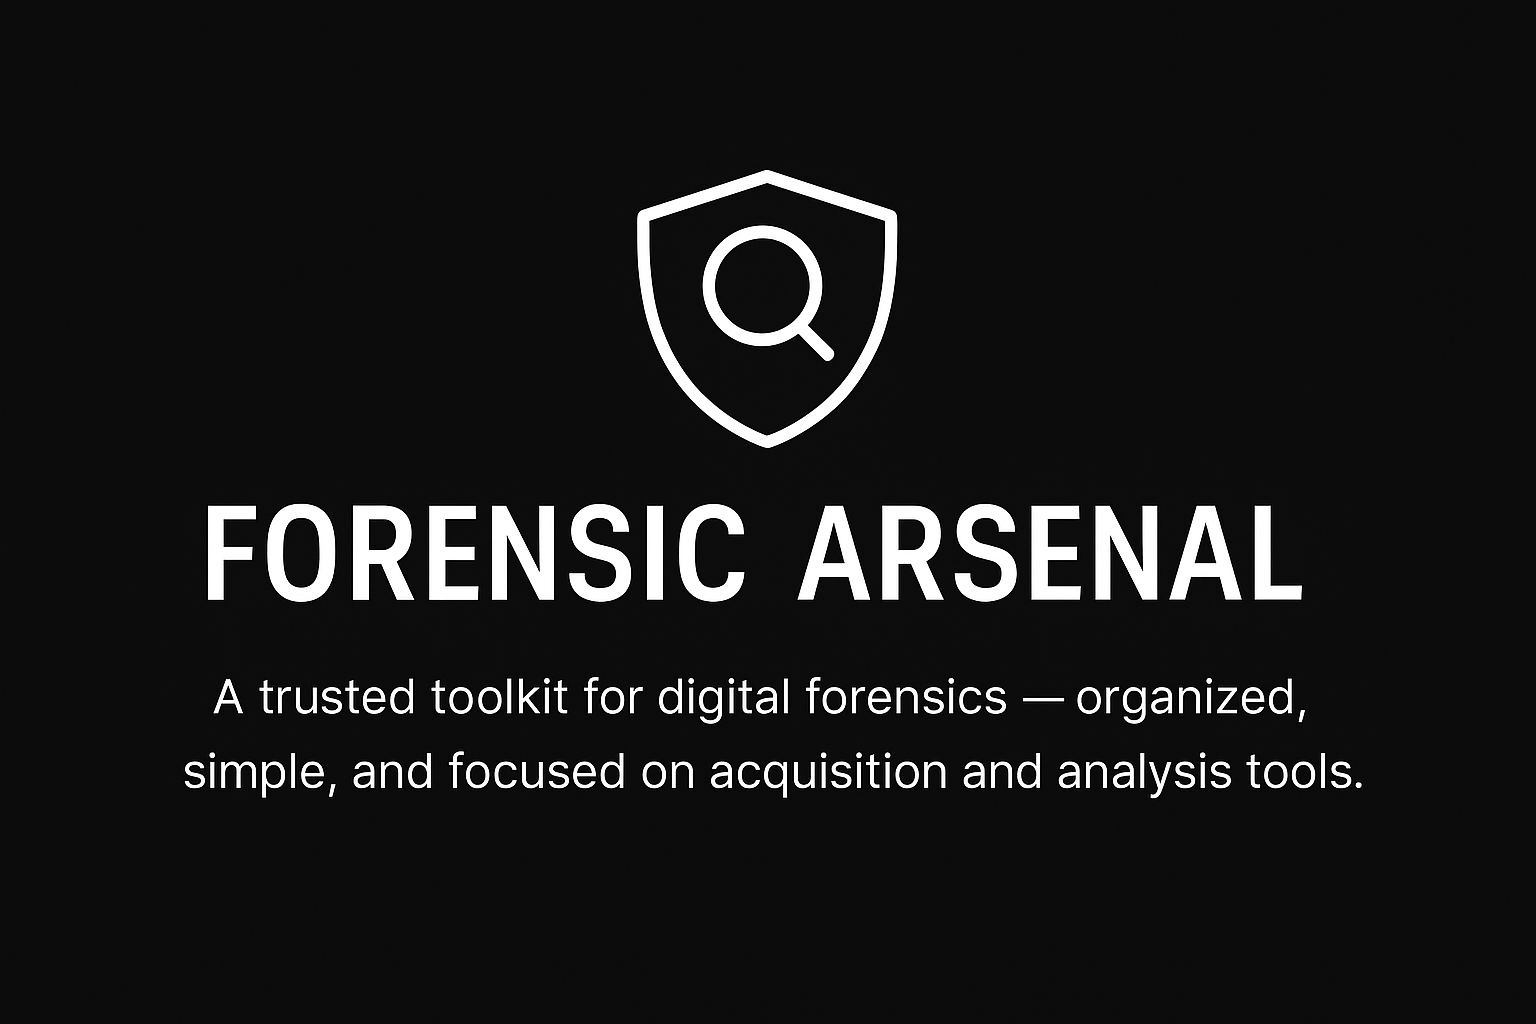 FORENSIC ARSENAL
A trusted toolkit for digital forensics — organized,
simple, and focused on acquisition and analysis tools.